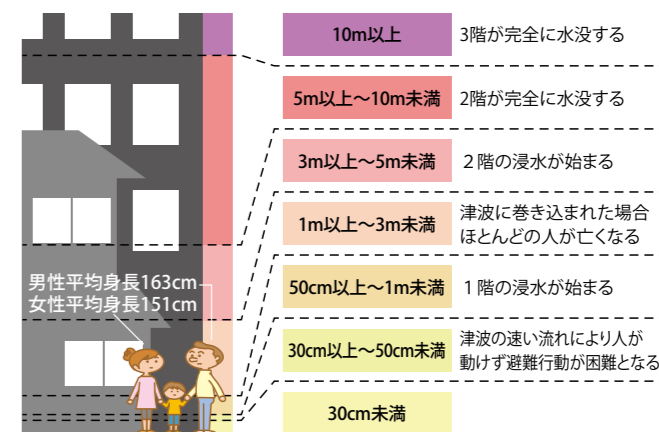 10m以上
3階が完全に水没する
5m以上～10m未満
2階が完全に水没する
3m以上～5m未満
２階の浸水が始まる
1m以上～3m未満
津波に巻き込まれた場合
ほとんどの人が亡くなる
男性平均身長163cm
女性平均身長151cm
50cm以上～1m未満
１階の浸水が始まる
30cm以上～50cm未満
津波の速い流れにより人が
動けず避難行動が困難となる
30cm未満